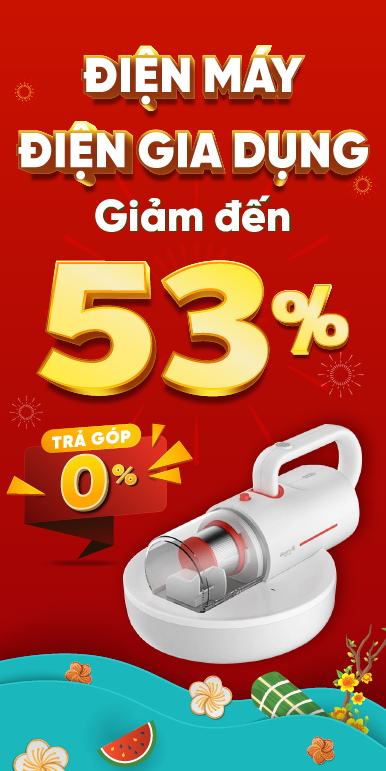 ĐIỆN MÁY
ĐIỆN GIA DỤNG
Giảm đến
53%
TRẢ GÓP
0%